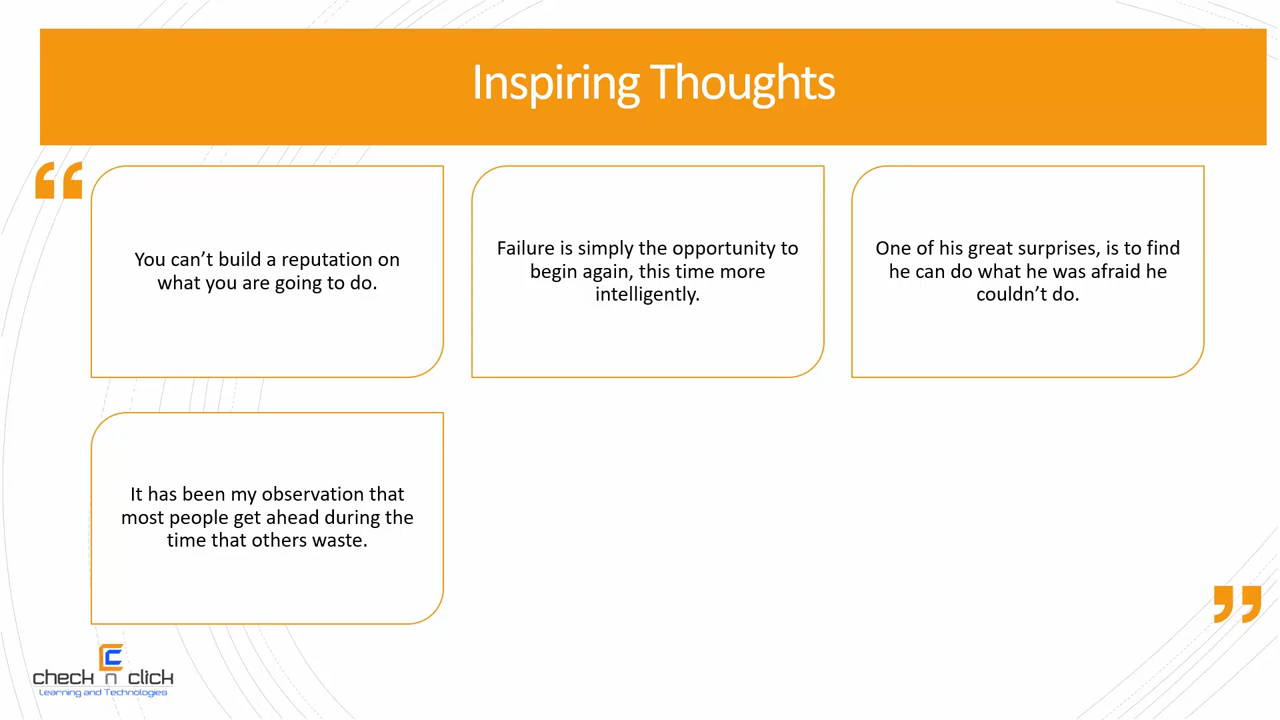 Inspiring Thoughts
“
You can’t build a reputation on
what you are going to do.
Failure is simply the opportunity to
begin again, this time more
intelligently.
One of his great surprises, is to find
he can do what he was afraid he
couldn’t do.
It has been my observation that
most people get ahead during the
time that others waste.
”
check n click
Learning and Technologies